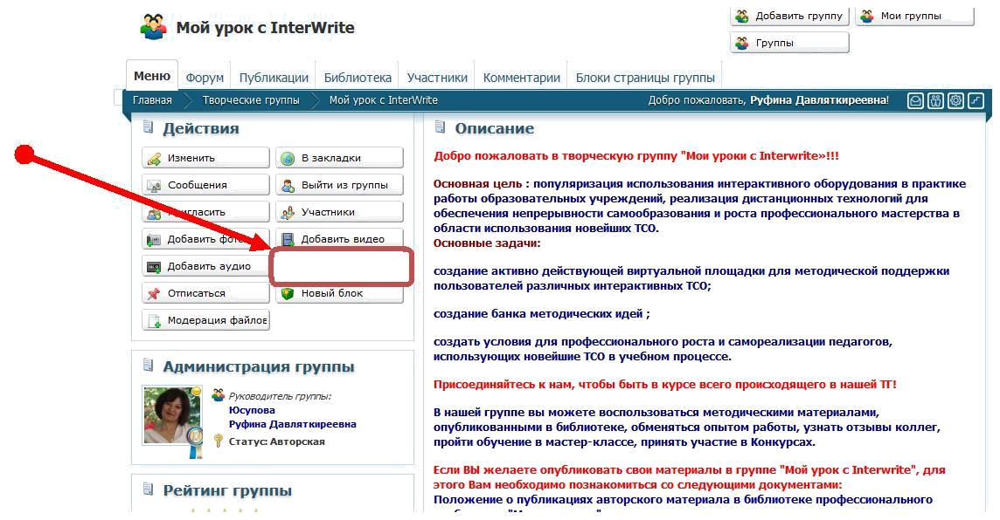 Мой урок с InterWrite
Добавить группу
Мои группы
Группы
Меню
Форум
Публикации
Библиотека
Участники
Комментарии
Блоки страницы группы
Главная
Творческие группы
Мой урок с InterWrite
Добро пожаловать, Руфина Давляткиреевна!
Действия
Изменить
В закладки
Сообщения
Выйти из группы
Пригласить
Участники
Добавить фото
Добавить видео
Добавить аудио
Отписаться
Новый блок
Модерация файлов
Администрация группы
Руководитель группы:
Юсупова
Руфина Давляткиреевна
Статус: Авторская
Рейтинг группы
Описание
Добро пожаловать в творческую группу "Мои уроки с Interwrite»!!!
Основная цель : популяризация использования интерактивного оборудования в практике
работы образовательных учреждений, реализация дистанционных технологий для
обеспечения непрерывности самообразования и роста профессионального мастерства в
области использования новейших ТСО.
Основные задачи:
создание активно действующей виртуальной площадки для методической поддержки
пользователей различных интерактивных ТСО;
создание банка методических идей ;
создать условия для профессионального роста и самореализации педагогов,
использующих новейшие ТСО в учебном процессе.
Присоединяйтесь к нам, чтобы быть в курсе всего происходящего в нашей ТГ!
В нашей группе вы можете воспользоваться методическими материалами,
опубликованными в библиотеке, обменяться опытом работы, узнать отзывы коллег,
пройти обучение в мастер-классе, принять участие в Конкурсах.
Если ВЫ желаете опубликовать свои материалы в группе "Мой урок с Interwrite", для
этого Вам необходимо познакомиться со следующими документами:
Положение о публикациях авторского материала в библиотеке профессионального